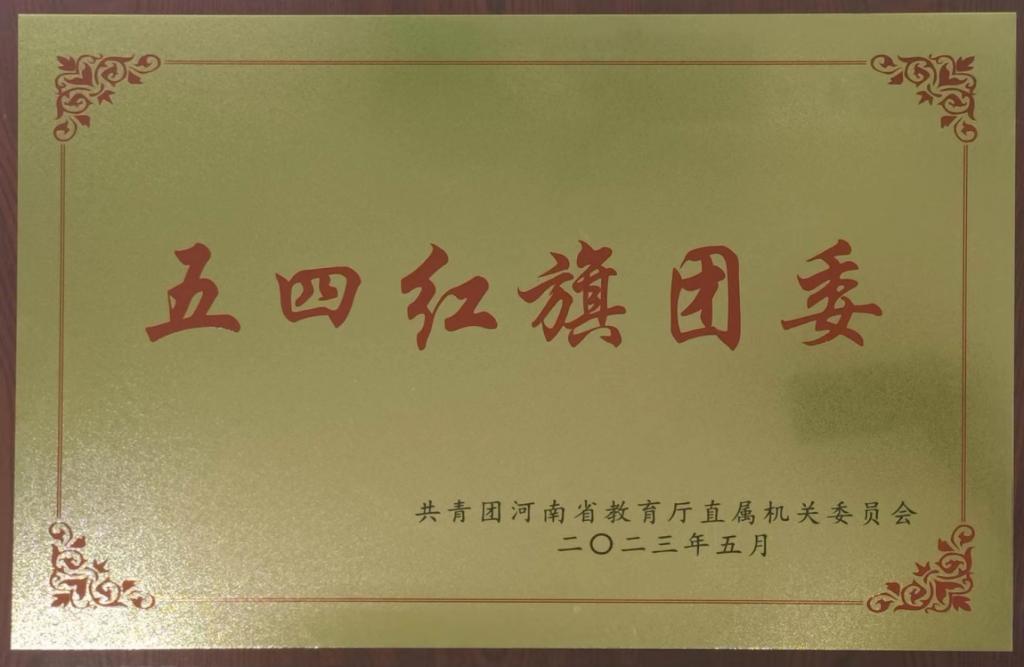 五四红旗团委
共青团河南省教育厅直属机关委员会
二〇二三年五月